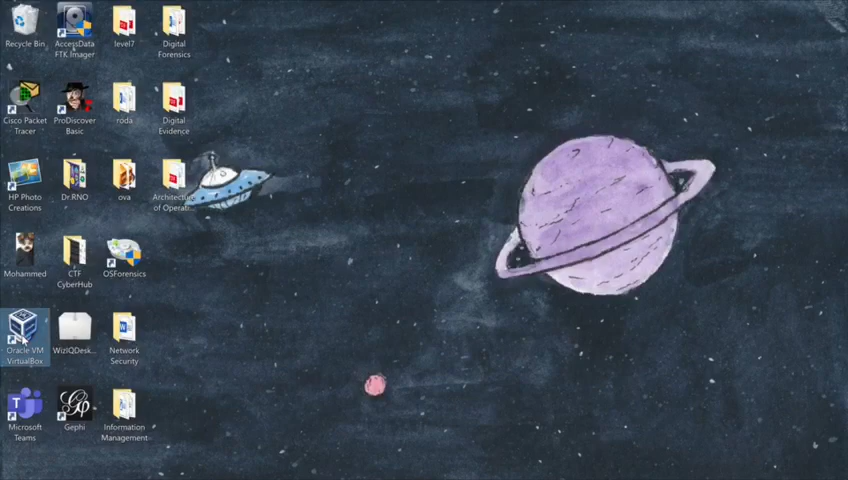 Recycle Bin
AccessData
FTK Imager
level7
Digital
Forensics
Cisco Packet
Tracer
ProDiscover
Basic
roda
Digital
Evidence
HP Photo
Creations
Dr.RNO
ova
Architecture
of Operati...
Mohammed
CTF
CyberHub
OSForensics
Oracle VM
VirtualBox
WizIQDesk...
Network
Security
Microsoft
Teams
Gephi
Information
Management